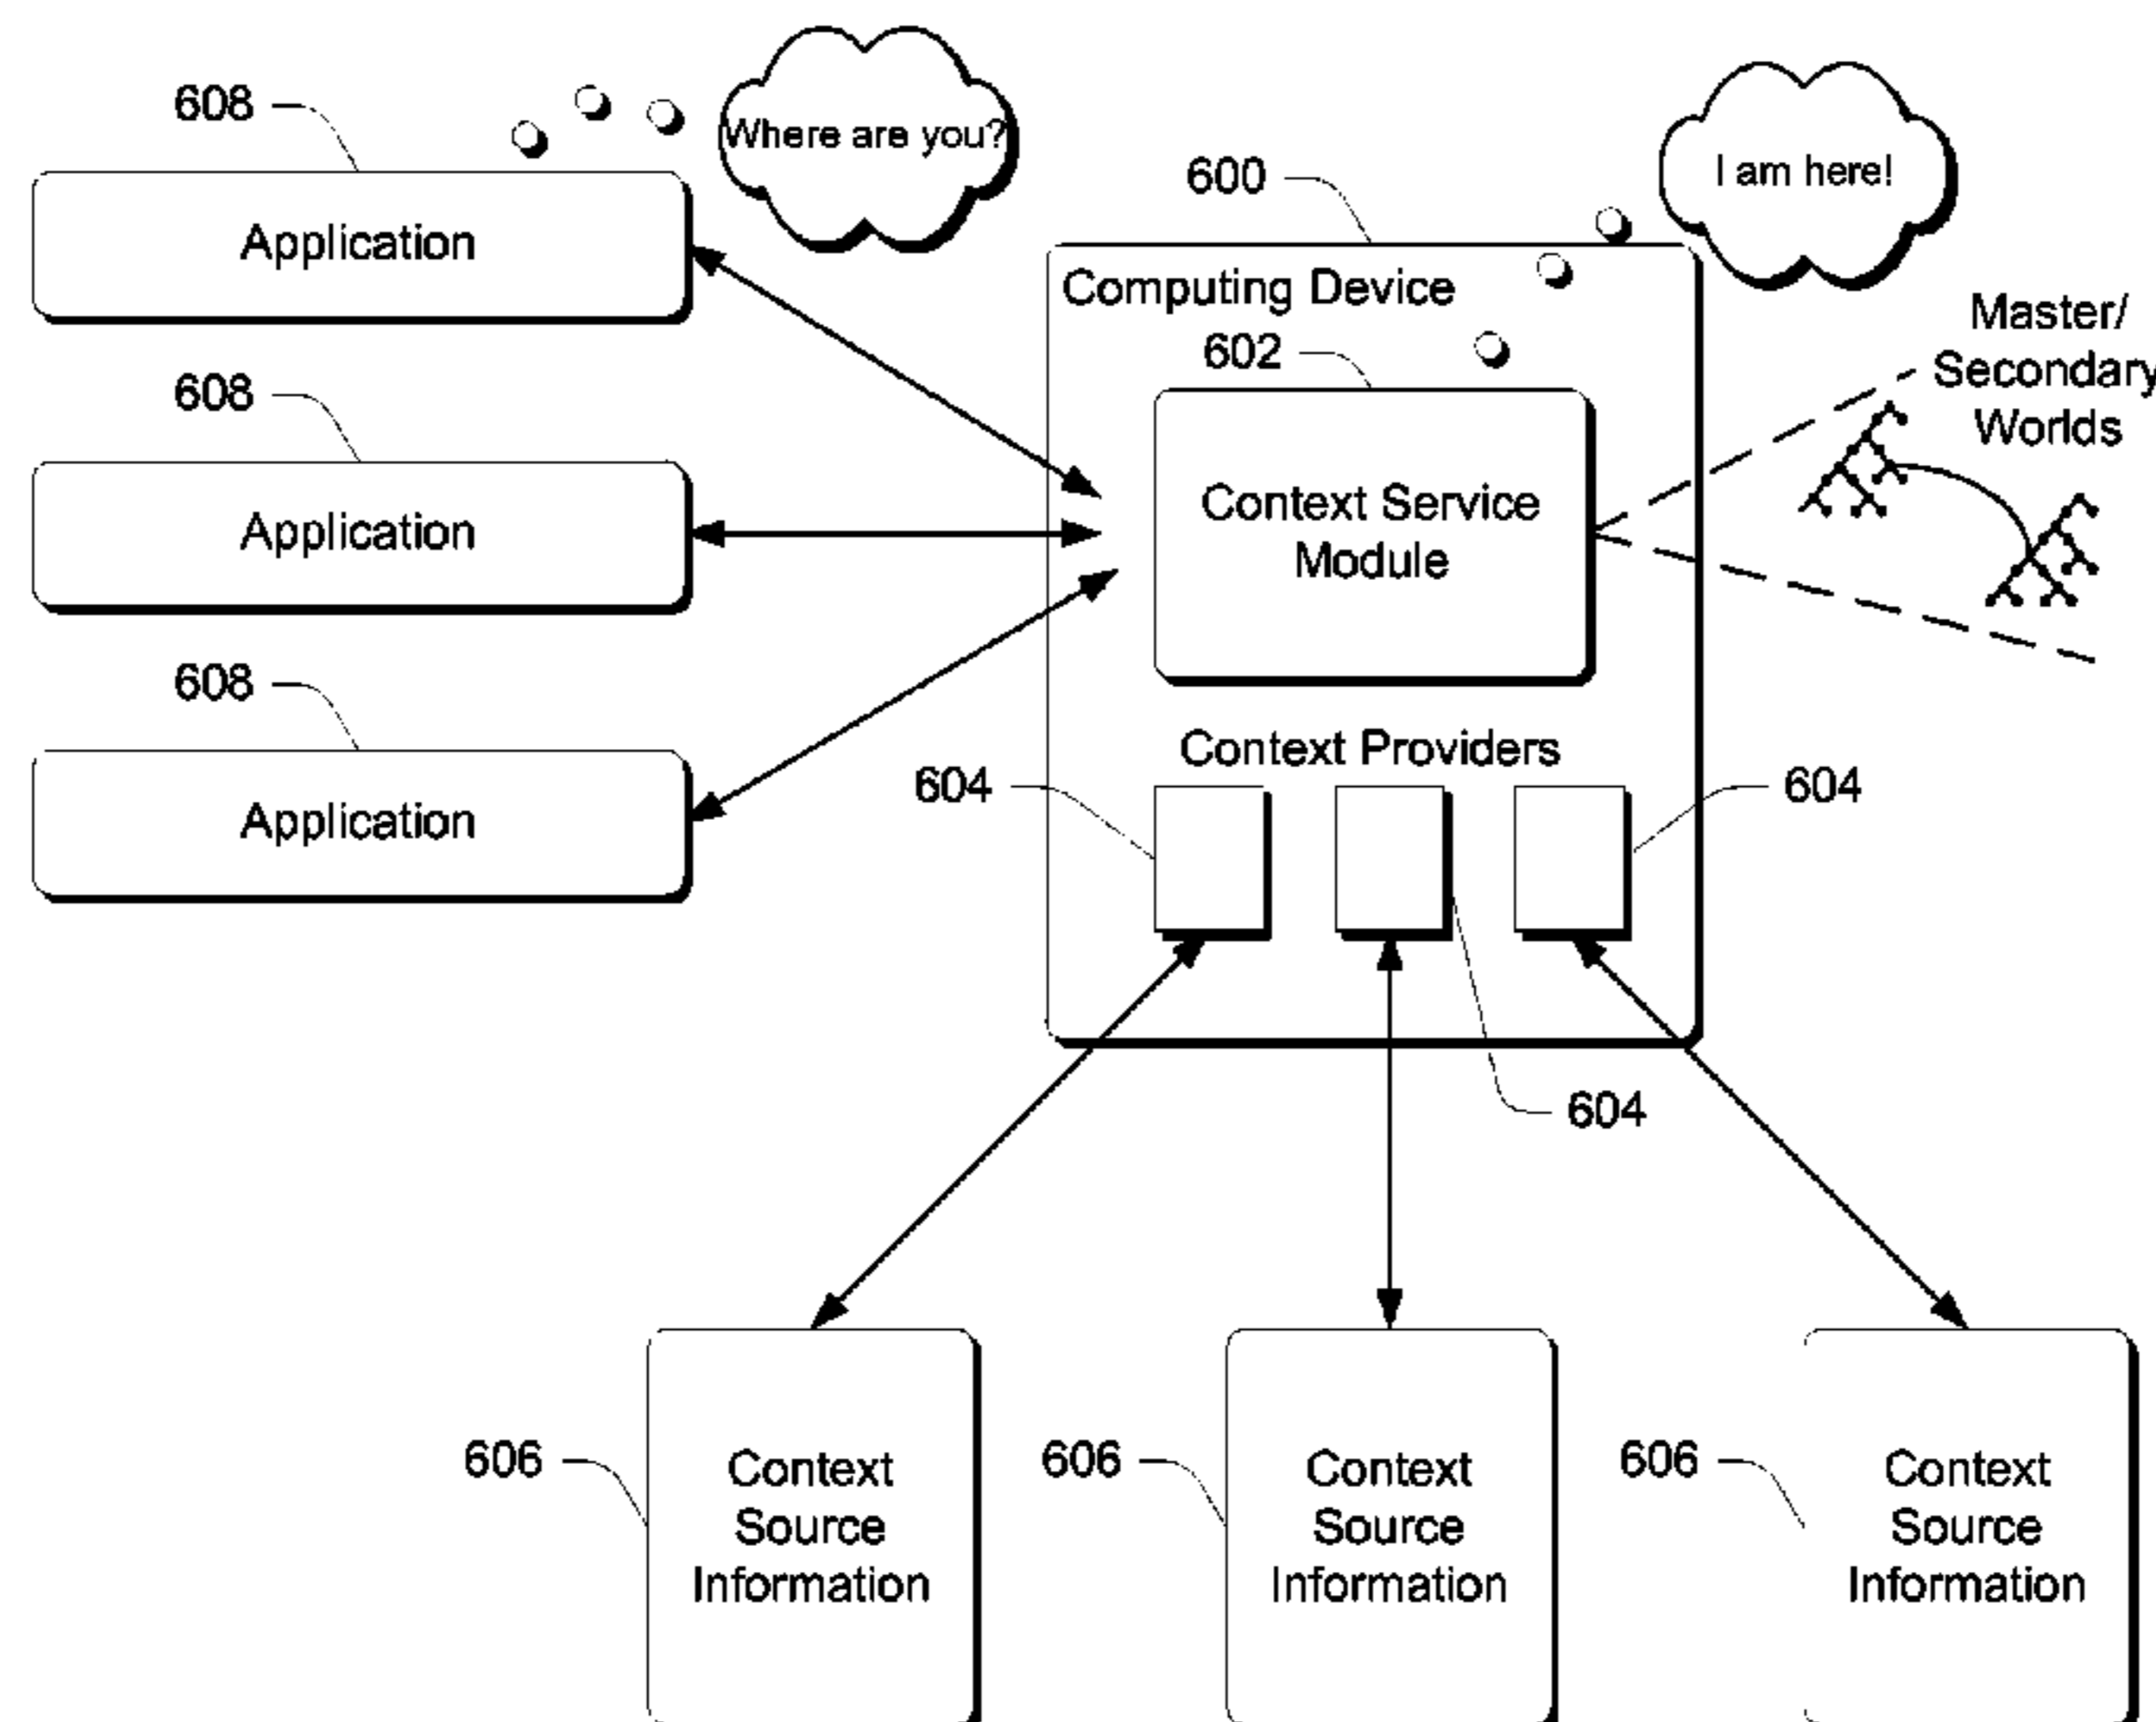 608
Where are you?
Application
600
I am here!
Computing Device
602
Master/
Secondary
Worlds
608
Application
Context Service
Module
608
Application
Context Providers
604
604
604
606
Context
Source
Information
606
Context
Source
Information
606
Context
Source
Information